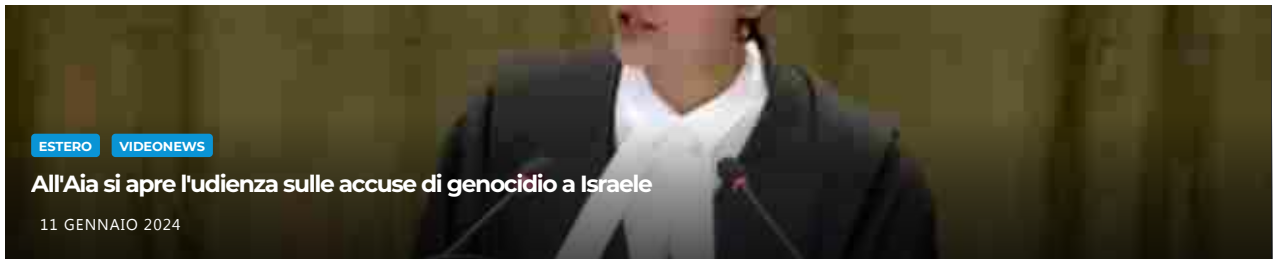 ESTERO VIDEONEWS
All'Aia si apre l'udienza sulle accuse di genocidio a Israele
11 GENNAIO 2024